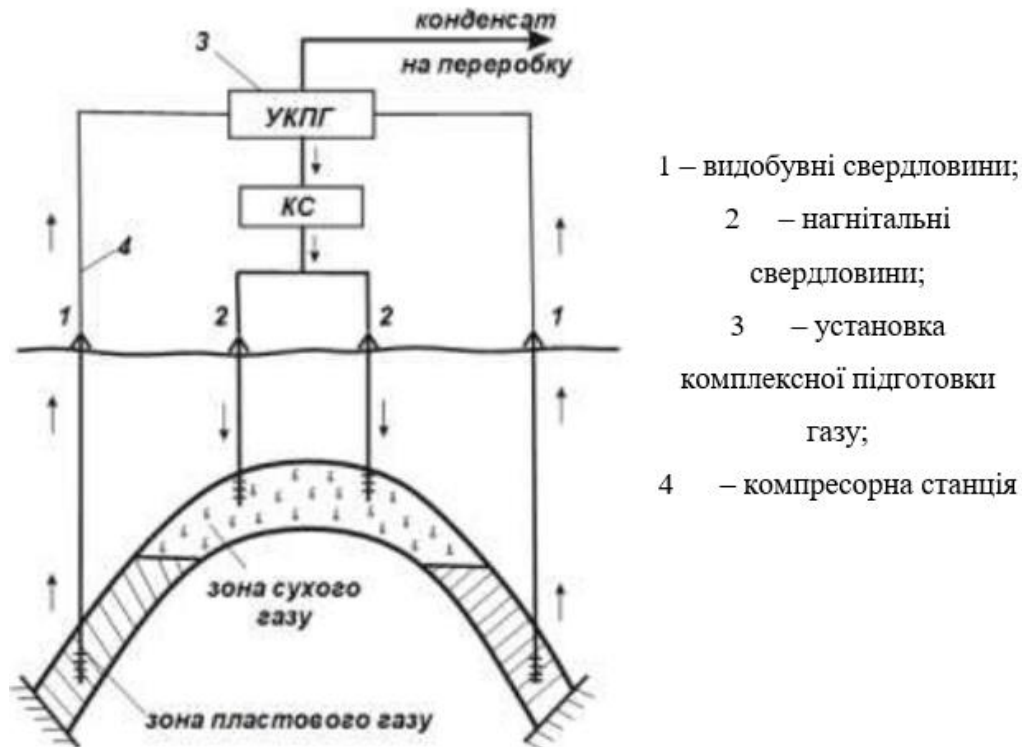 конденсат
на переробку
3
УКПГ
КС
4
1
2
2
1
зона сухого
газу
зона пластового газу
1 – видобувні свердловини;
2 – нагнітальні
свердловини;
3 – установка
комплексної підготовки
газу;
4 – компресорна станція